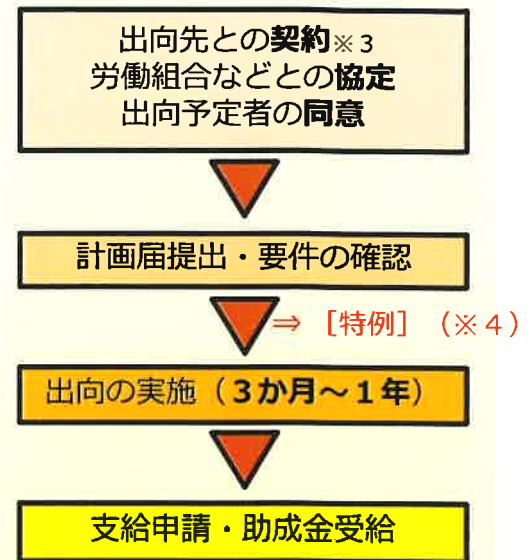 出向先との契約※3
労働組合などとの協定
出向予定者の同意
計画届提出・要件の確認
⇒ [特例] (※4)
出向の実施(3か月~1年)
支給申請・助成金受給